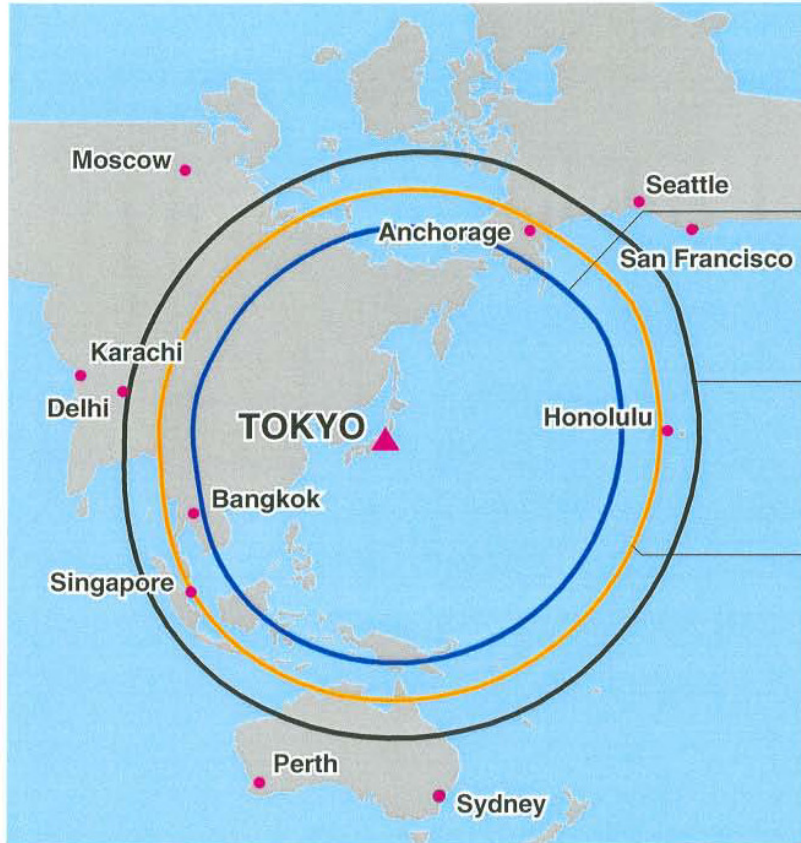 Moscow
Seattle
Anchorage
San Francisco
Karachi
Delhi
Honolulu
TOKYO
Bangkok
Singapore
Perth
Sydney